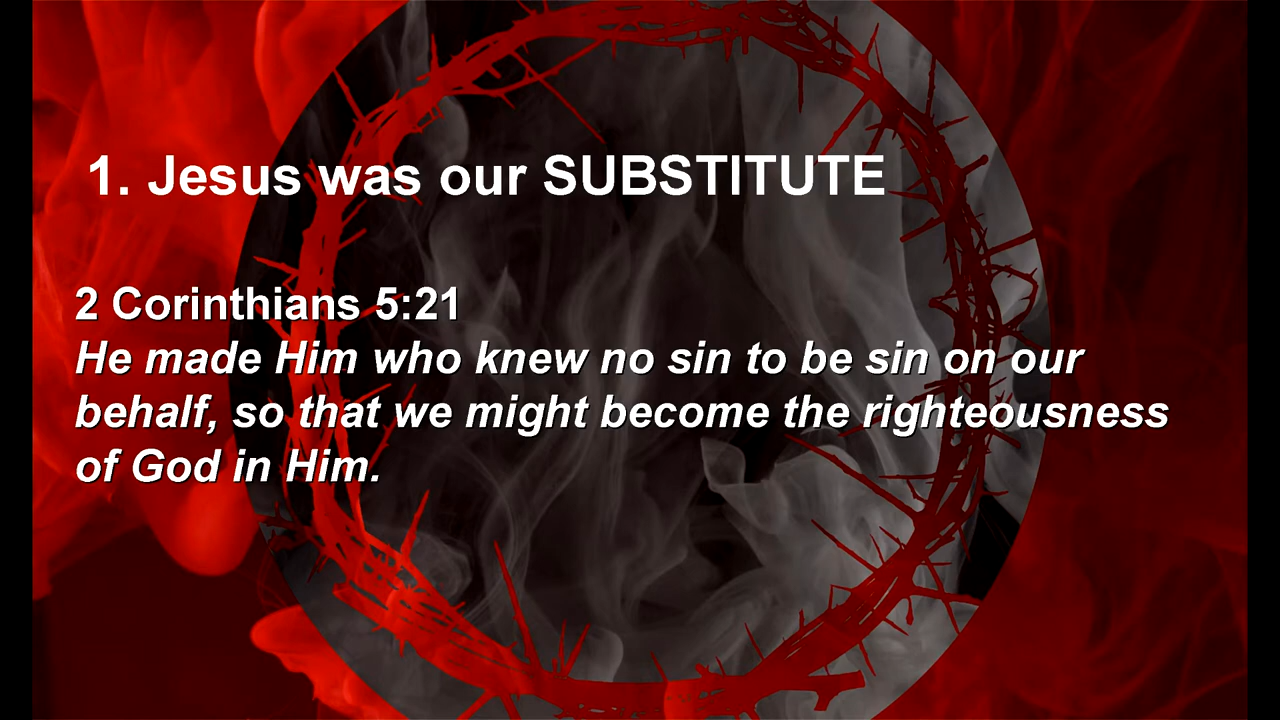 1. Jesus was our SUBSTITUTE
2 Corinthians 5:21
He made Him who knew no sin to be sin on our
behalf, so that we might become the righteousness
of God in Him.